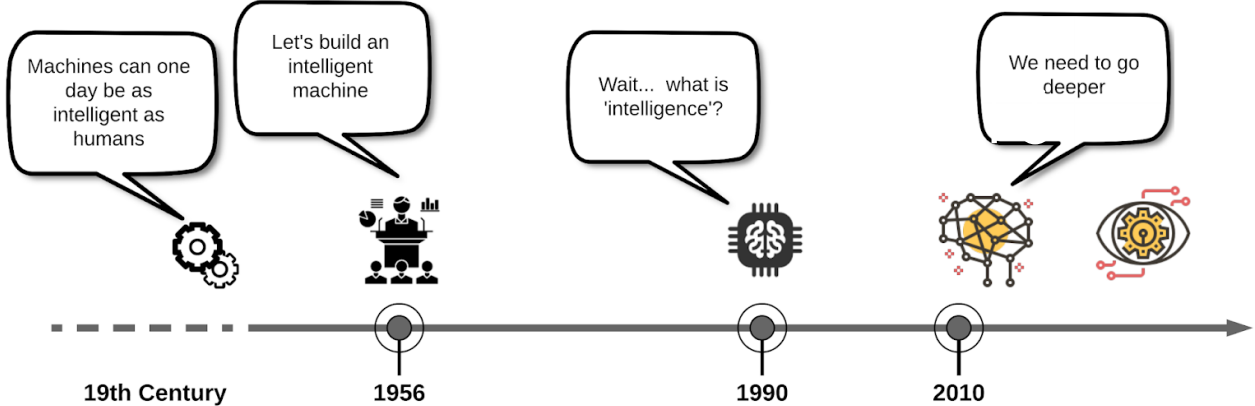 Machines can one
day be as
intelligent as
humans
Let's build an
intelligent
machine
Wait... what is
'intelligence'?
We need to go
deeper
19th Century
1956
1990
2010